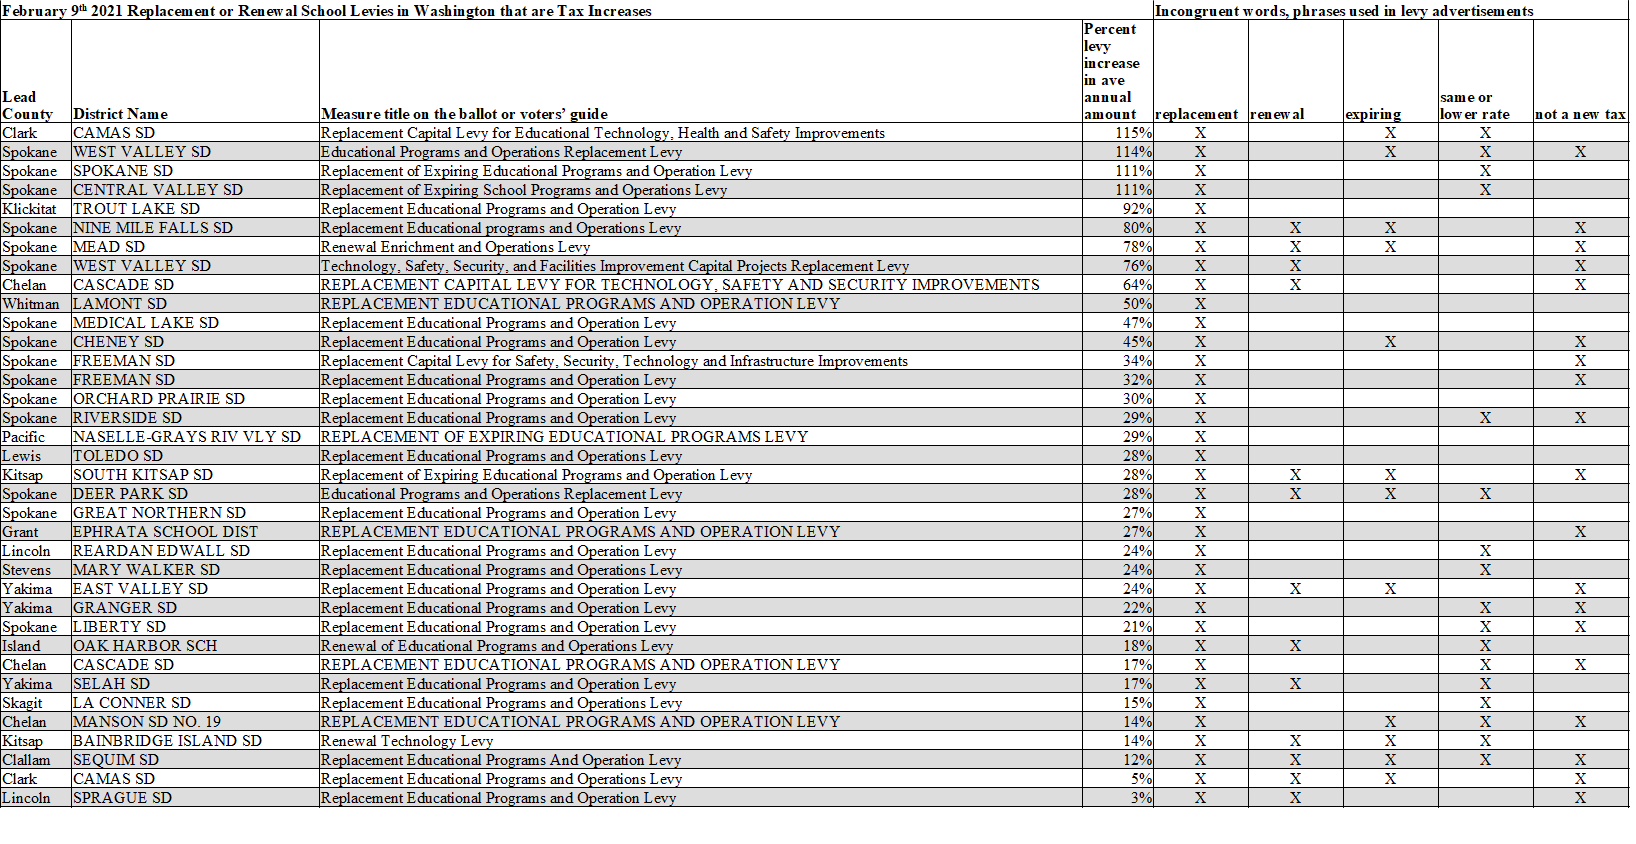 February 9th 2021 Replacement or Renewal School Levies in Washington that are Tax Increases Incongruent words, phrases used in levy advertisements
Lead County District Name Measure title on the ballot or voters’ guide Percent levy increase in ave annual amount replacement renewal expiring same or lower rate not a new tax
Clark CAMAS SD Replacement Capital Levy for Educational Technology, Health and Safety Improvements 115% X X X
Spokane WEST VALLEY SD Educational Programs and Operations Replacement Levy 114% X X X X
Spokane SPOKANE SD Replacement of Expiring Educational Programs and Operation Levy 111% X X
Spokane CENTRAL VALLEY SD Replacement of Expiring School Programs and Operations Levy 111% X X
Klickitat TROUT LAKE SD Replacement Educational Programs and Operation Levy 92% X
Spokane NINE MILE FALLS SD Replacement Educational programs and Operations Levy 80% X X X X
Spokane MEAD SD Renewal Enrichment and Operations Levy 78% X X X X
Spokane WEST VALLEY SD Technology, Safety, Security, and Facilities Improvement Capital Projects Replacement Levy 76% X X X
Chelan CASCADE SD REPLACEMENT CAPITAL LEVY FOR TECHNOLOGY, SAFETY AND SECURITY IMPROVEMENTS 64% X X X
Whitman LAMONT SD REPLACEMENT EDUCATIONAL PROGRAMS AND OPERATION LEVY 50% X
Spokane MEDICAL LAKE SD Replacement Educational Programs and Operation Levy 47% X
Spokane CHENEY SD Replacement Educational Programs and Operation Levy 45% X X X
Spokane FREEMAN SD Replacement Capital Levy for Safety, Security, Technology and Infrastructure Improvements 34% X X
Spokane FREEMAN SD Replacement Educational Programs and Operation Levy 32% X X
Spokane ORCHARD PRAIRIE SD Replacement Educational Programs and Operation Levy 30% X
Spokane RIVERSIDE SD Replacement Educational Programs and Operation Levy 29% X X X
Pacific NASELLE-GRAYS RIV VLY SD REPLACEMENT OF EXPIRING EDUCATIONAL PROGRAMS LEVY 29% X
Lewis TOLEDO SD Replacement Educational Programs and Operations Levy 28% X
Kitsap SOUTH KITSAP SD Replacement of Expiring Educational Programs and Operation Levy 28% X X X X
Spokane DEER PARK SD Educational Programs and Operations Replacement Levy 28% X X X X
Spokane GREAT NORTHERN SD Replacement Educational Programs and Operation Levy 27% X
Grant EPHRATA SCHOOL DIST REPLACEMENT EDUCATIONAL PROGRAMS AND OPERATION LEVY 27% X X
Lincoln REARDAN EDWALL SD Replacement Educational Programs and Operation Levy 24% X X
Stevens MARY WALKER SD Replacement Educational Programs and Operations Levy 24% X X
Yakima EAST VALLEY SD Replacement Educational Programs and Operation Levy 24% X X X X
Yakima GRANGER SD Replacement Educational Programs and Operation Levy 22% X X X
Spokane LIBERTY SD Replacement Educational Programs and Operation Levy 21% X X X
Island OAK HARBOR SCH Renewal of Educational Programs and Operations Levy 18% X X X
Chelan CASCADE SD REPLACEMENT EDUCATIONAL PROGRAMS AND OPERATION LEVY 17% X X X
Yakima SELAH SD Replacement Educational Programs and Operation Levy 17% X X X
Skagit LA CONNER SD Replacement Educational Programs and Operations Levy 15% X X
Chelan MANSON SD NO. 19 REPLACEMENT EDUCATIONAL PROGRAMS AND OPERATION LEVY 14% X X X X
Kitsap BAINBRIDGE ISLAND SD Renewal Technology Levy 14% X X X X
Clallam SEQUIM SD Replacement Educational Programs And Operation Levy 12% X X X X X
Clark CAMAS SD Replacement Educational Programs and Operations Levy 5% X X X X
Lincoln SPRAGUE SD Replacement Educational Programs and Operation Levy 3% X X X